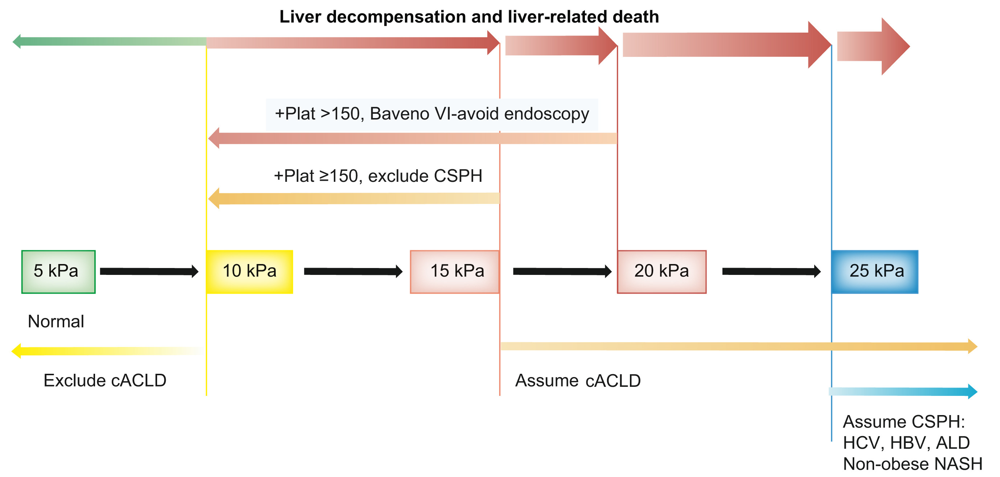 Liver decompensation and liver-related death
+Plat >150, Baveno VI-avoid endoscopy
+Plat ≥150, exclude CSPH
5 kPa
10 kPa
15 kPa
20 kPa
25 kPa
Normal
Exclude cACLD
Assume cACLD
Assume CSPH:
HCV, HBV, ALD
Non-obese NASH